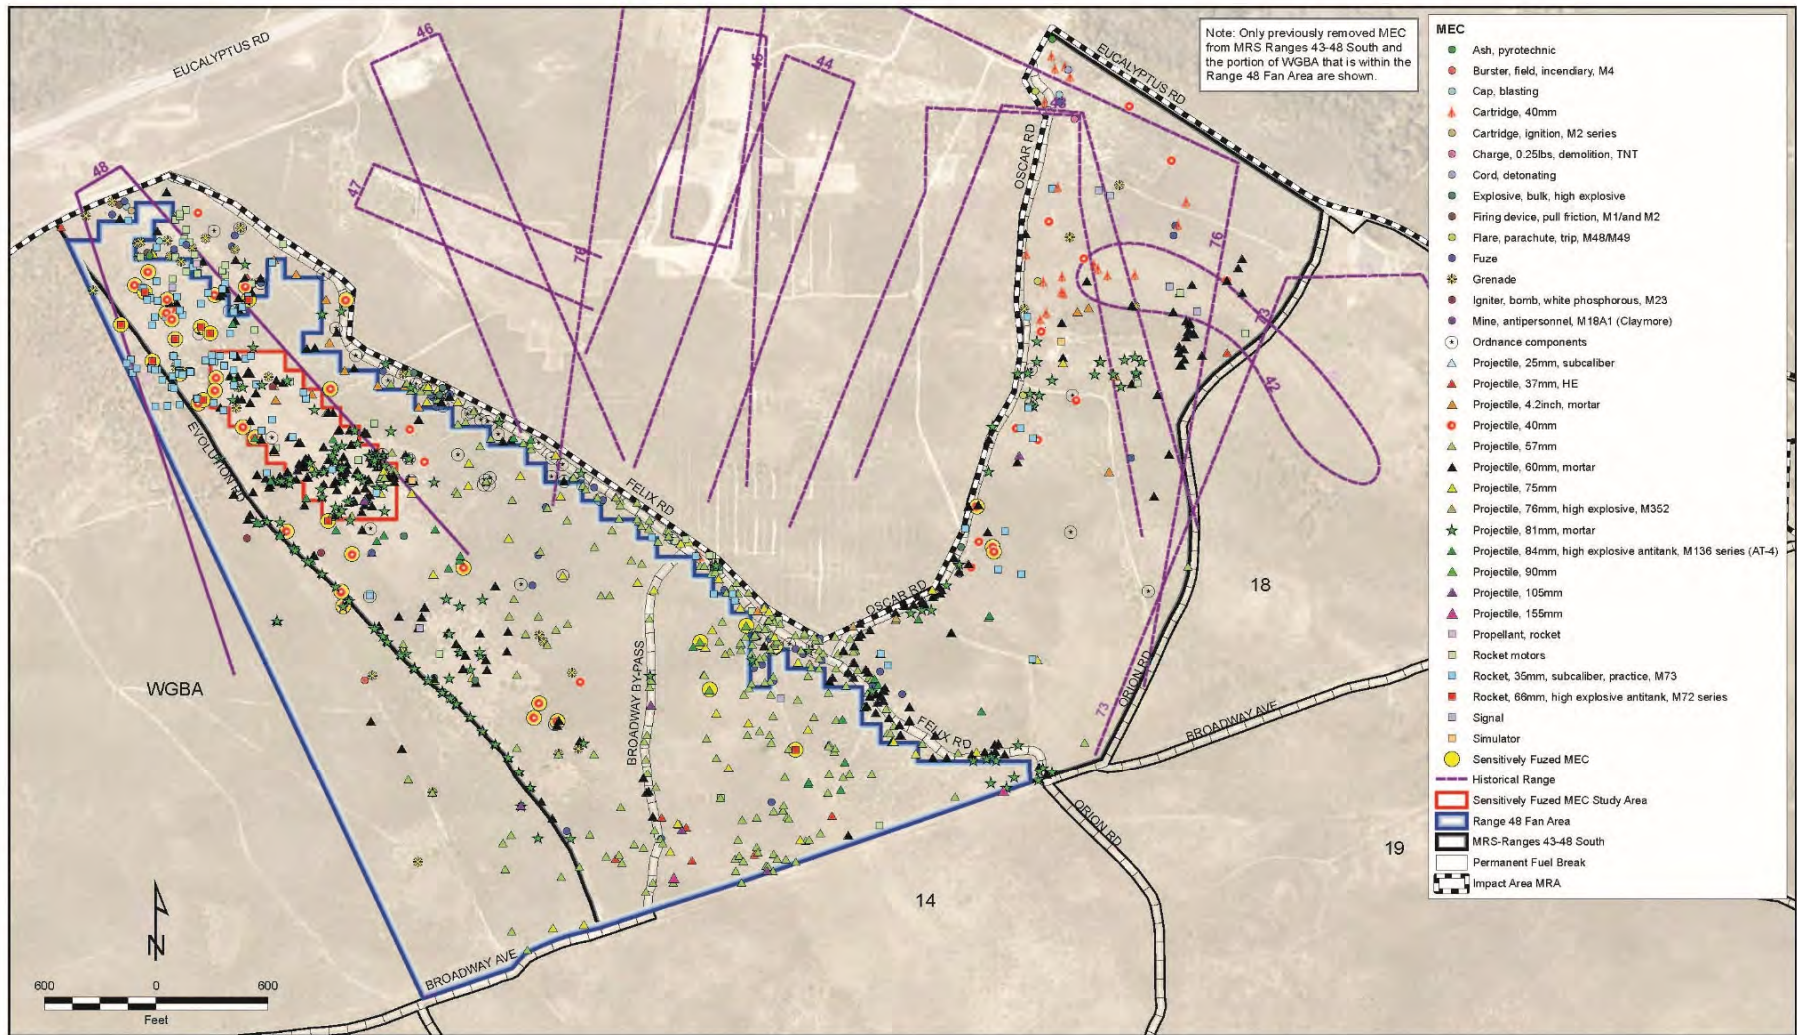 EUCALYPTUS RD
46
45
44
Note: Only previously removed MEC
from MRS Ranges 43-48 South and
the portion of WGBA that is within the
Range 48 Fan Area are shown.
EUCALYPTUS RD
48
47
43
OSCAR RD
76
76
73
42
EVOLUTION RD
FELIX RD
OSCAR RD
18
WGBA
BROADWAY BY-PASS
ORION RD
73
FELIX RD
BROADWAY AVE
ORION RD
19
14
BROADWAY AVE
N
600
0
600
Feet
MEC
Ash, pyrotechnic
Burster, field, incendiary, M4
Cap, blasting
Cartridge, 40mm
Cartridge, ignition, M2 series
Charge, 0.25lbs, demolition, TNT
Cord, detonating
Explosive, bulk, high explosive
Firing device, pull friction, M1/and M2
Flare, parachute, trip, M48/M49
Fuze
Grenade
Igniter, bomb, white phosphorous, M23
Mine, antipersonnel, M18A1 (Claymore)
Ordnance components
Projectile, 25mm, subcaliber
Projectile, 37mm, HE
Projectile, 4.2inch, mortar
Projectile, 40mm
Projectile, 57mm
Projectile, 60mm, mortar
Projectile, 75mm
Projectile, 76mm, high explosive, M352
Projectile, 81mm, mortar
Projectile, 84mm, high explosive antitank, M136 series (AT-4)
Projectile, 90mm
Projectile, 105mm
Projectile, 155mm
Propellant, rocket
Rocket motors
Rocket, 35mm, subcaliber, practice, M73
Rocket, 66mm, high explosive antitank, M72 series
Signal
Simulator
Sensitively Fuzed MEC
Historical Range
Sensitively Fuzed MEC Study Area
Range 48 Fan Area
MRS-Ranges 43-48 South
Permanent Fuel Break
Impact Area MRA